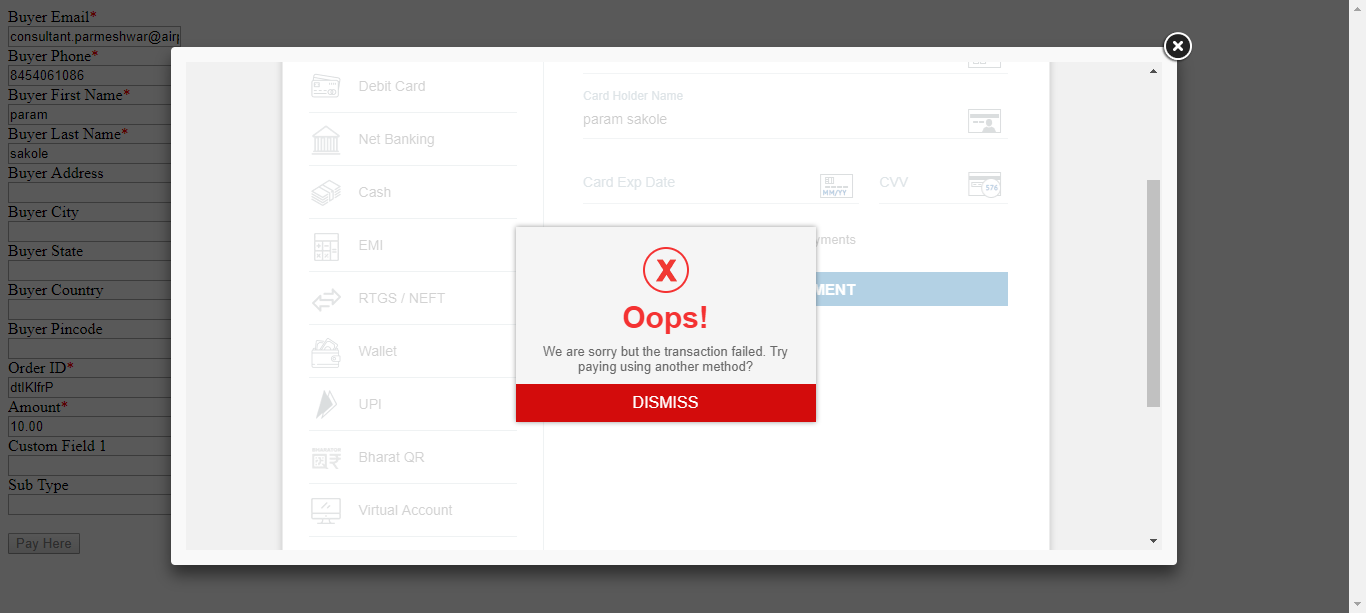 Buyer Email*
consultant.parmeshwar@air
Buyer Phone*
8454061086
Buyer First Name*
param
Buyer Last Name*
sakole
Buyer Address
Buyer City
Buyer State
Buyer Country
Buyer Pincode
Order ID*
Amount*
10.00
Custom Field 1
Sub Type
Pay Here
Debit Card
Net Banking
Cash
EMI
RTGS / NEFT
Wallet
UPI
Bharat QR
Virtual Account
Card Holder Name
param sakole
Card Exp Date
MM/YY
CVV
576
yments
MENT
X
Oops!
We are sorry but the transaction failed. Try
paying using another method?
DISMISS